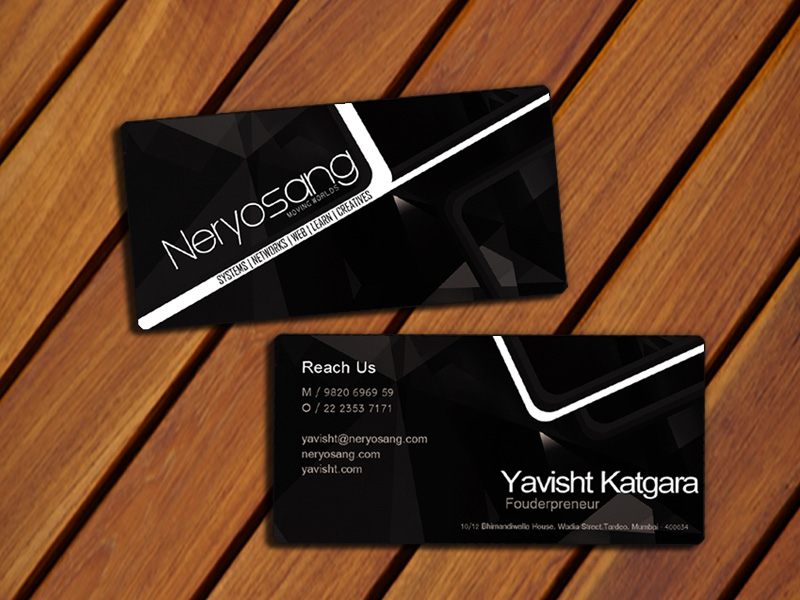 Neryosang
MOVING WORLDS
SYSTEMS | NETWORKS | WEB | LEARN | CREATIVES
Reach Us
M / 9820 6969 59
O / 22 2353 7171
yavisht@neryosang.com
neryosang.com
yavisht.com
Yavisht Katgara
Fouderpreneur
10/12 Bhimandiwalla House, Wadia Street,Tardeo, Mumbai - 400034